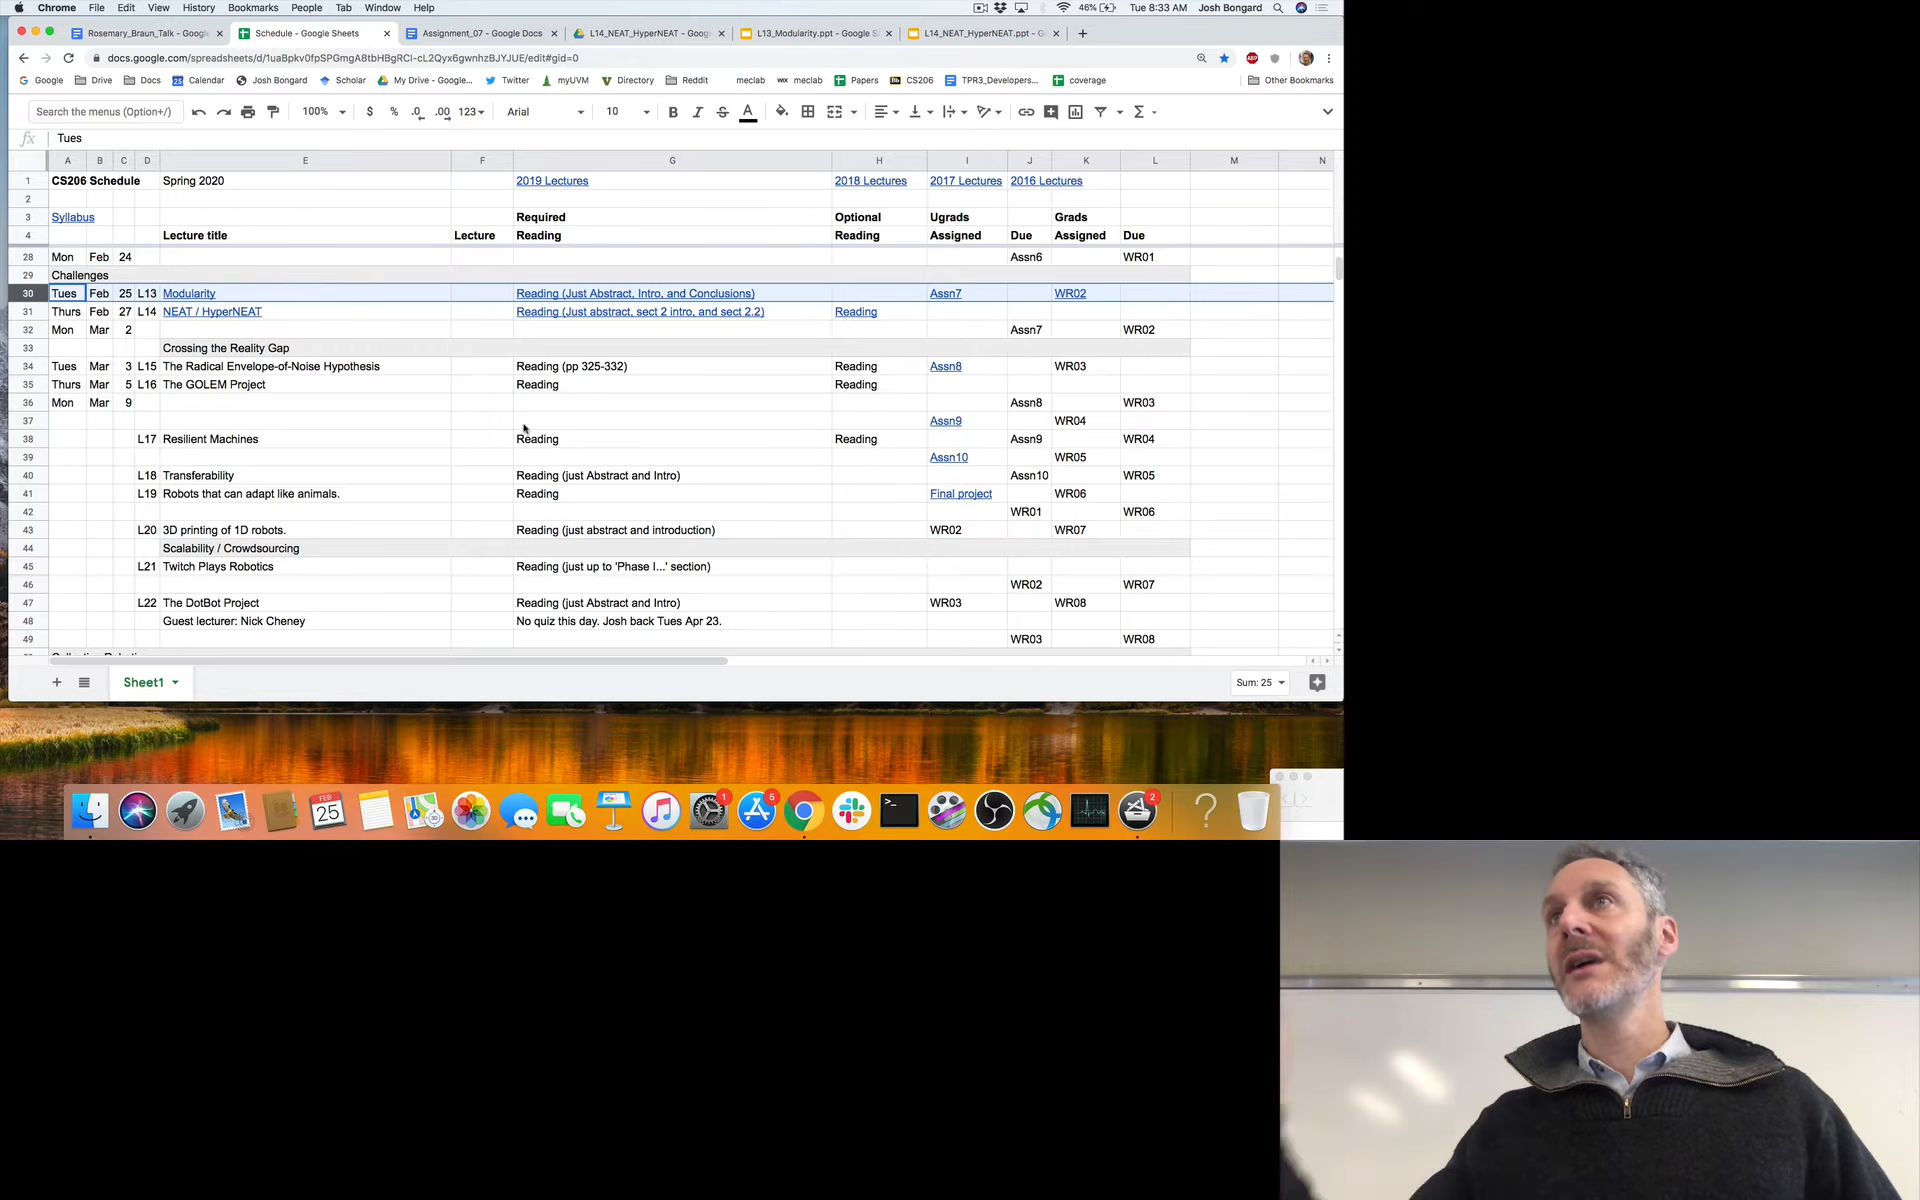 Chrome File Edit View History Bookmarks People Tab Window Help 46% Tue 8:33 AM Josh Bongard
Rosemary_Braun_Talk - Google Schedule - Google Sheets Assignment_07 - Google Docs L14_NEAT_HyperNEAT - Goog L13_Modularity.ppt - Google S L14_NEAT_HyperNEAT.ppt - G
docs.google.com/spreadsheets/d/1uaBpkv0fpSPGmgA8tbHBgRCl-cL2Qyx6gwnhzBJYJUE/edit#gid=0
Google Drive Docs Calendar Josh Bongard Scholar My Drive - Google... Twitter myUVM Directory Reddit meclab meclab Papers CS206 TPR3_Developers... coverage Other Bookmarks
Search the menus (Option+/) 100% $ % .0 .00 123 Arial 10 B I S A
fx Tues
A B C D E F G H I J K L M N
1 CS206 Schedule Spring 2020 2019 Lectures 2018 Lectures 2017 Lectures 2016 Lectures
2
3 Syllabus Required Optional Ugrads Grads
4 Lecture title Lecture Reading Reading Assigned Due Assigned Due
28 Mon Feb 24 Assn6 WR01
29 Challenges
30 Tues Feb 25 L13 Modularity Reading (Just Abstract, Intro, and Conclusions) Assn7 WR02
31 Thurs Feb 27 L14 NEAT / HyperNEAT Reading (Just abstract, sect 2 intro, and sect 2.2) Reading
32 Mon Mar 2 Assn7 WR02
33 Crossing the Reality Gap
34 Tues Mar 3 L15 The Radical Envelope-of-Noise Hypothesis Reading (pp 325-332) Reading Assn8 WR03
35 Thurs Mar 5 L16 The GOLEM Project Reading Reading
36 Mon Mar 9 Assn8 WR03
37 Assn9 WR04
38 L17 Resilient Machines Reading Reading Assn9 WR04
39 Assn10 WR05
40 L18 Transferability Reading (just Abstract and Intro) Assn10 WR05
41 L19 Robots that can adapt like animals. Reading Final project WR06
42 WR01 WR06
43 L20 3D printing of 1D robots. Reading (just abstract and introduction) WR02 WR07
44 Scalability / Crowdsourcing
45 L21 Twitch Plays Robotics Reading (just up to 'Phase I...' section)
46 WR02 WR07
47 L22 The DotBot Project Reading (just Abstract and Intro) WR03 WR08
48 Guest lecturer: Nick Cheney No quiz this day. Josh back Tues Apr 23.
49 WR03 WR08
Sheet1 Sum: 25
FEB
25
1
5
2